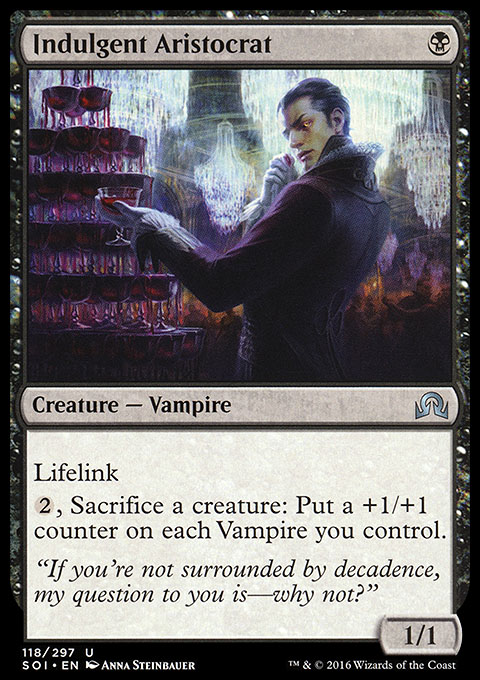 Indulgent Aristocrat
Creature — Vampire
Lifelink
2, Sacrifice a creature: Put a +1/+1
counter on each Vampire you control.
“If you’re not surrounded by decadence,
my question to you is—why not?”
1/1
118/297 U
SOI • EN Anna Steinbauer
™ & © 2016 Wizards of the Coast